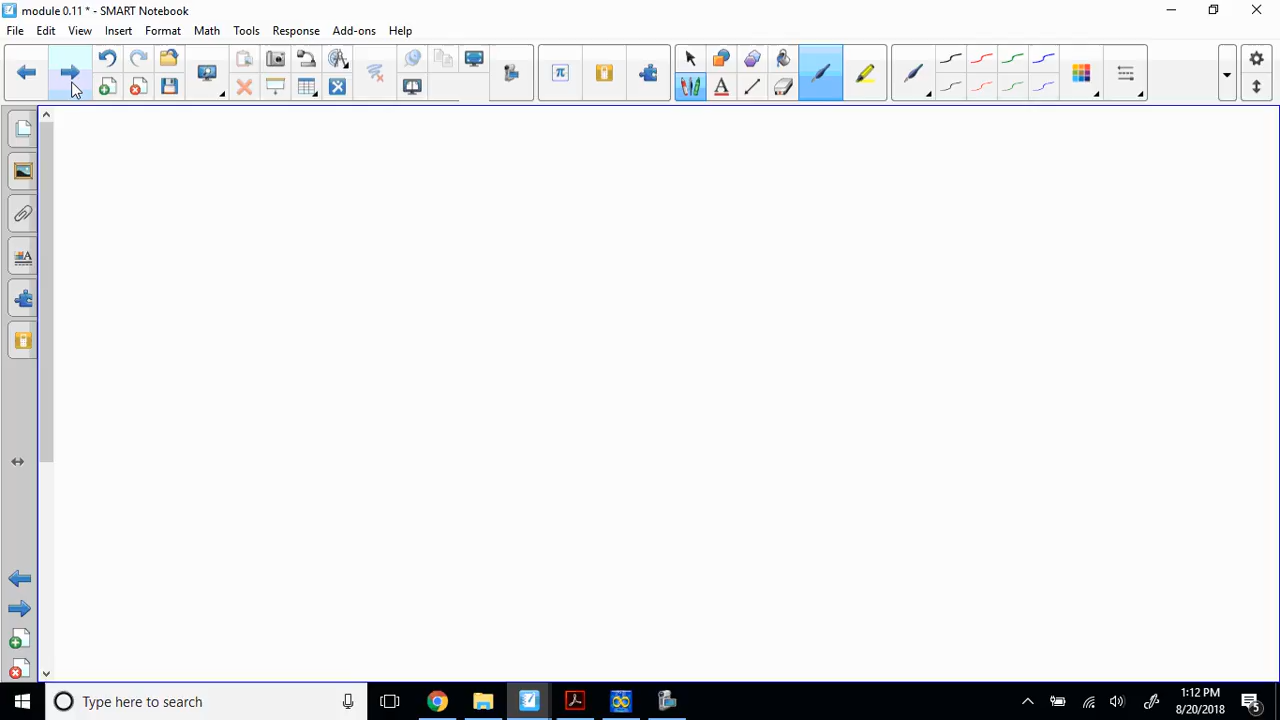 module 0.11 * - SMART Notebook
File Edit View Insert Format Math Tools Response Add-ons Help
π
A
A
Type here to search
1:12 PM
8/20/2018
5